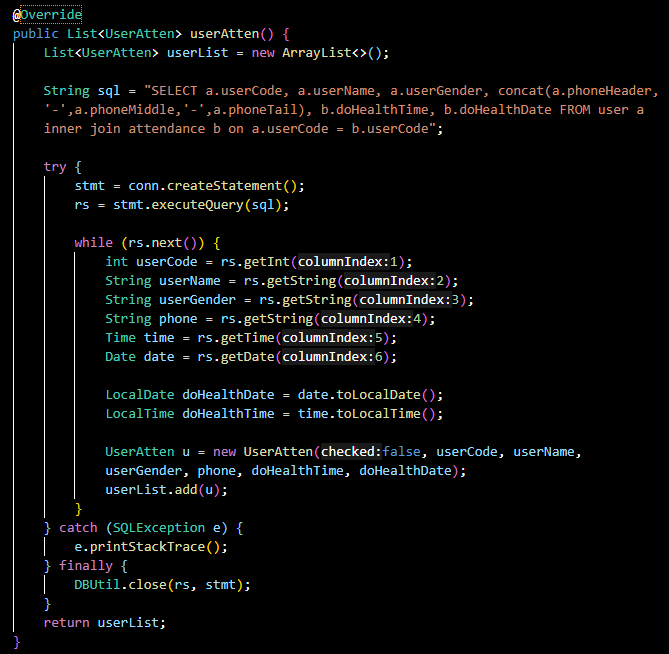 @Override
public List<UserAtten> userAtten() {
List<UserAtten> userList = new ArrayList<>();
String sql = "SELECT a.userCode, a.userName, a.userGender, concat(a.phoneHeader,
'-',a.phoneMiddle,'-',a.phoneTail), b.doHealthTime, b.doHealthDate FROM user a
inner join attendance b on a.userCode = b.userCode";
try {
stmt = conn.createStatement();
rs = stmt.executeQuery(sql);
while (rs.next()) {
int userCode = rs.getInt(columnIndex:1);
String userName = rs.getString(columnIndex:2);
String userGender = rs.getString(columnIndex:3);
String phone = rs.getString(columnIndex:4);
Time time = rs.getTime(columnIndex:5);
Date date = rs.getDate(columnIndex:6);
LocalDate doHealthDate = date.toLocalDate();
LocalTime doHealthTime = time.toLocalTime();
UserAtten u = new UserAtten(checked:false, userCode, userName,
userGender, phone, doHealthTime, doHealthDate);
userList.add(u);
}
} catch (SQLException e) {
e.printStackTrace();
} finally {
DBUtil.close(rs, stmt);
}
return userList;
}